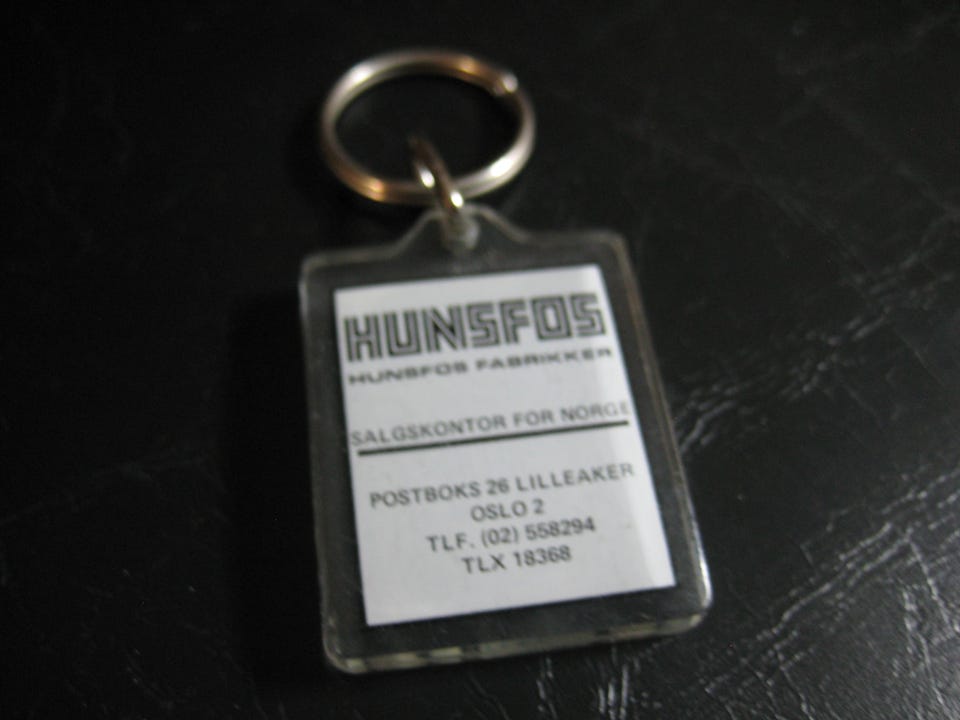 HUNSFOS
HUNSFOS FABRIKKER
SALGSKONTOR FOR NORGE
POSTBOKS 26 LILLEAKER
OSLO 2
TLF. (02) 558294
TLX 18368